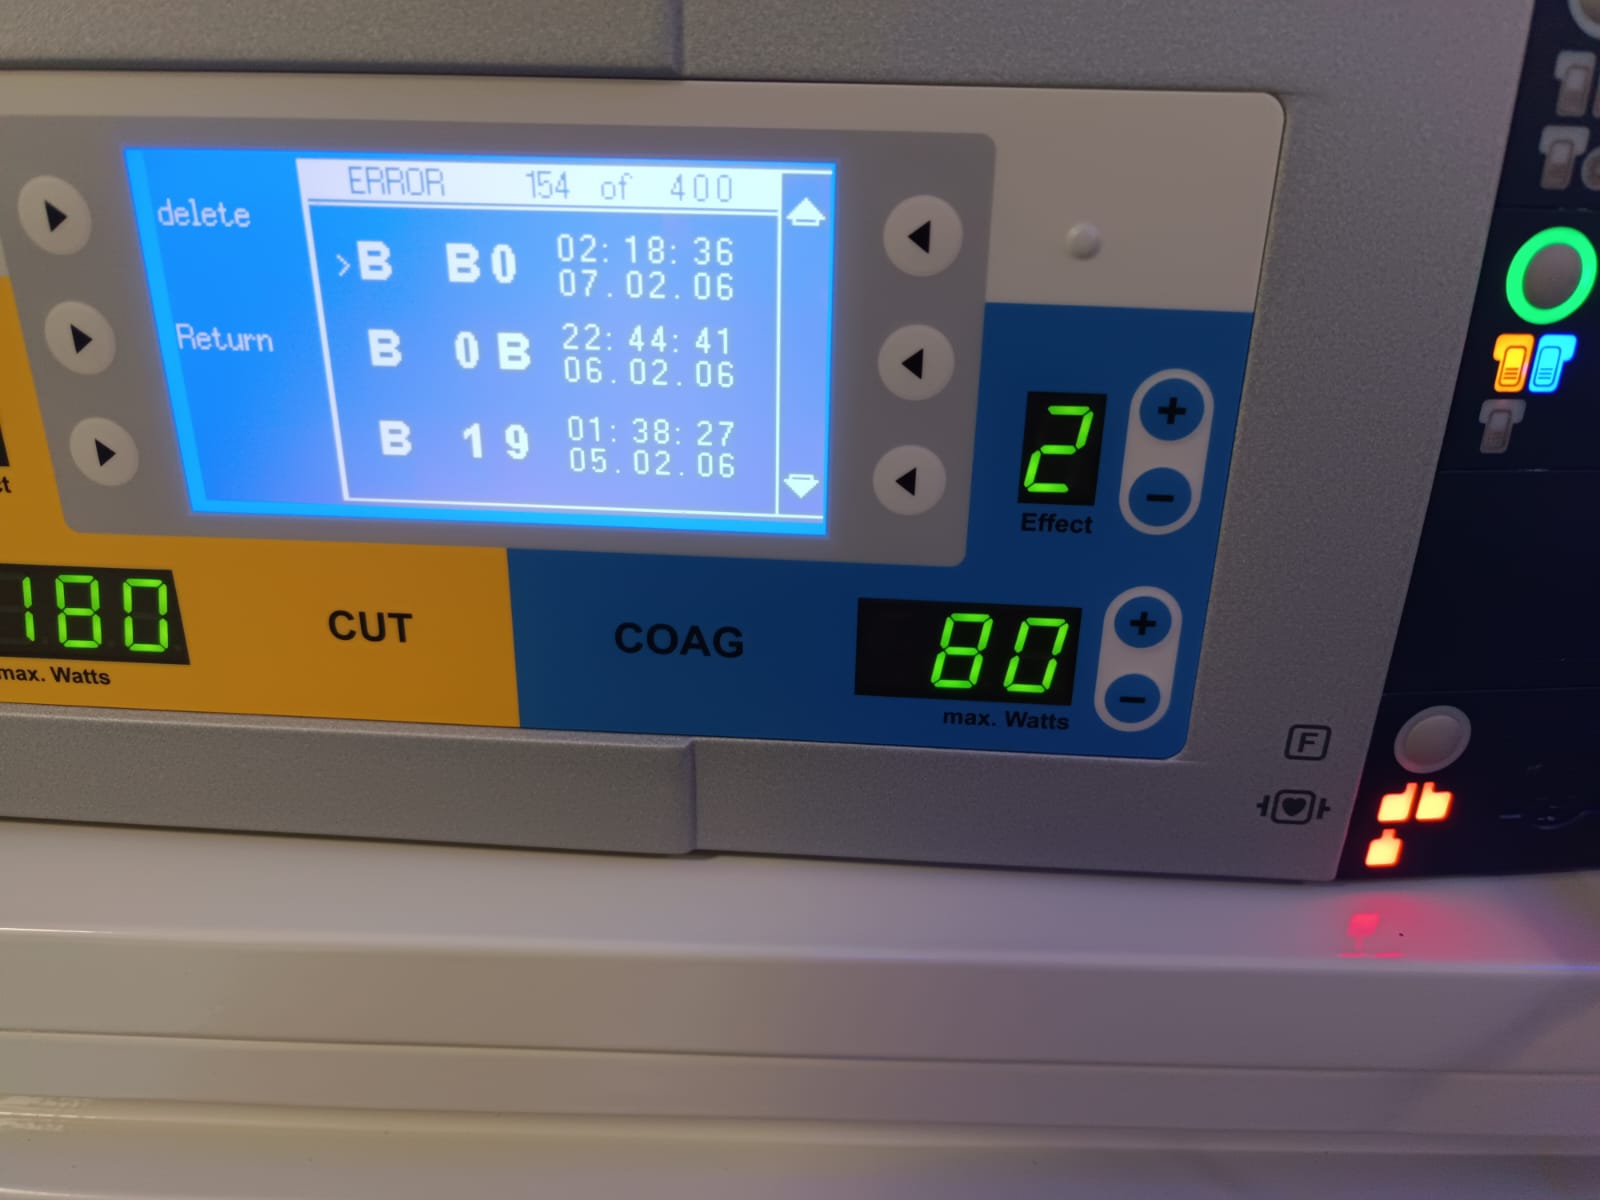 ERROR 154 of 400
delete
>B B0 02:18:36
07.02.06
Return
B 0B 22:44:41
06.02.06
B 19 01:38:27
05.02.06
2
+
-
Effect
180
max. Watts
CUT
COAG
80
+
-
max. Watts
F